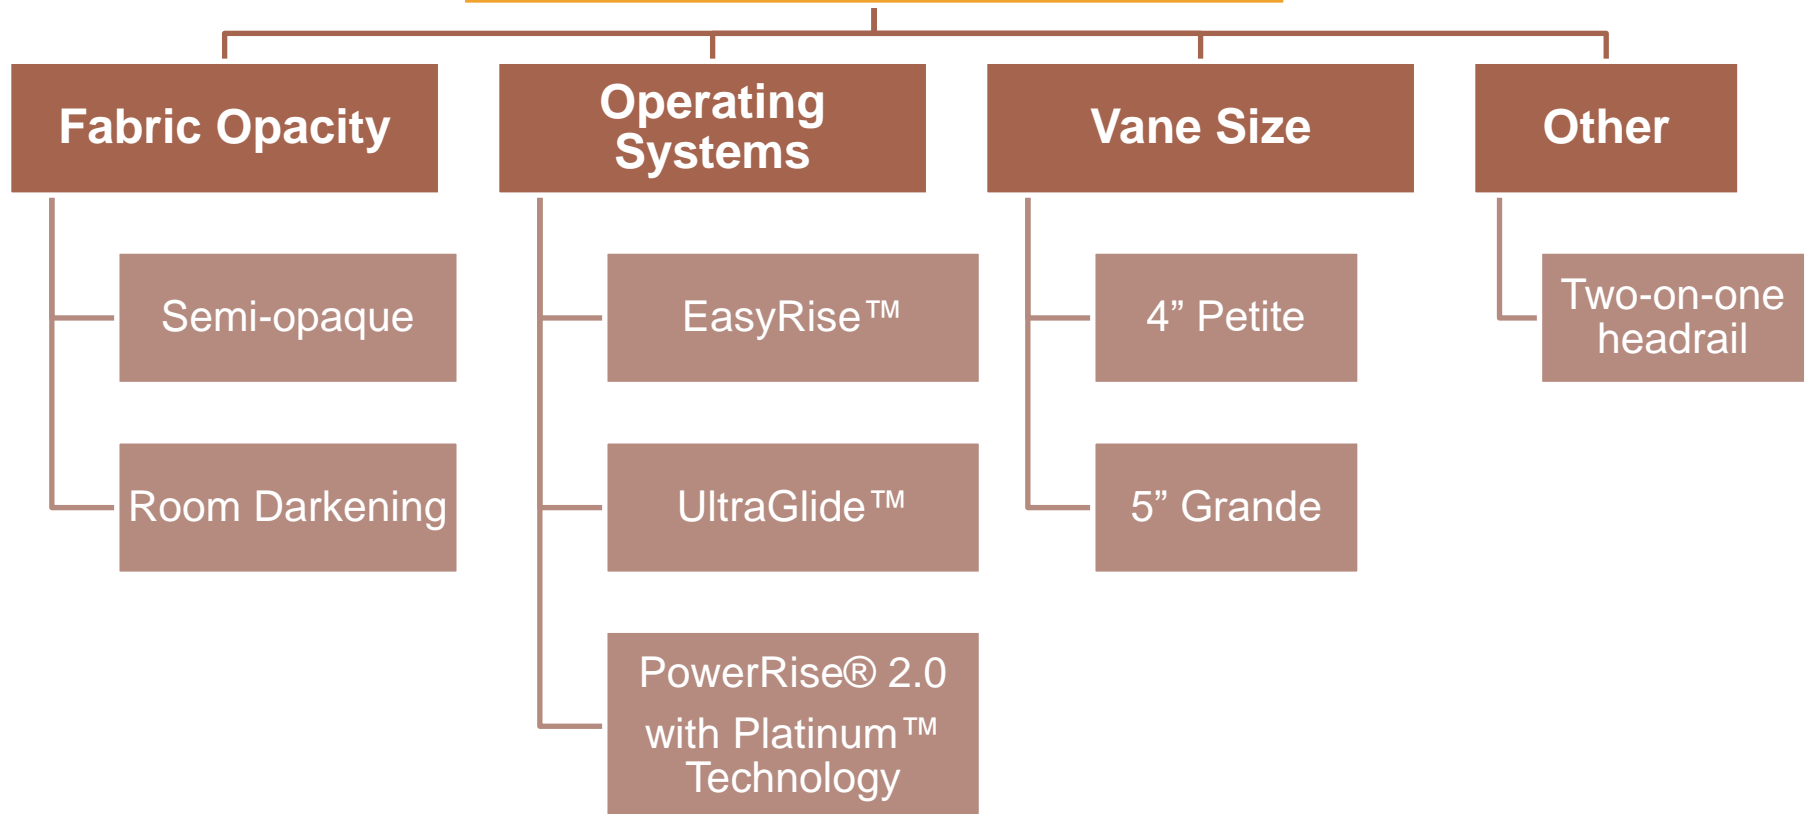 Fabric Opacity
Operating
Systems
Vane Size
Other
Semi-opaque
EasyRise™
4” Petite
Two-on-one
headrail
Room Darkening
UltraGlide™
5” Grande
PowerRise® 2.0
with Platinum™
Technology